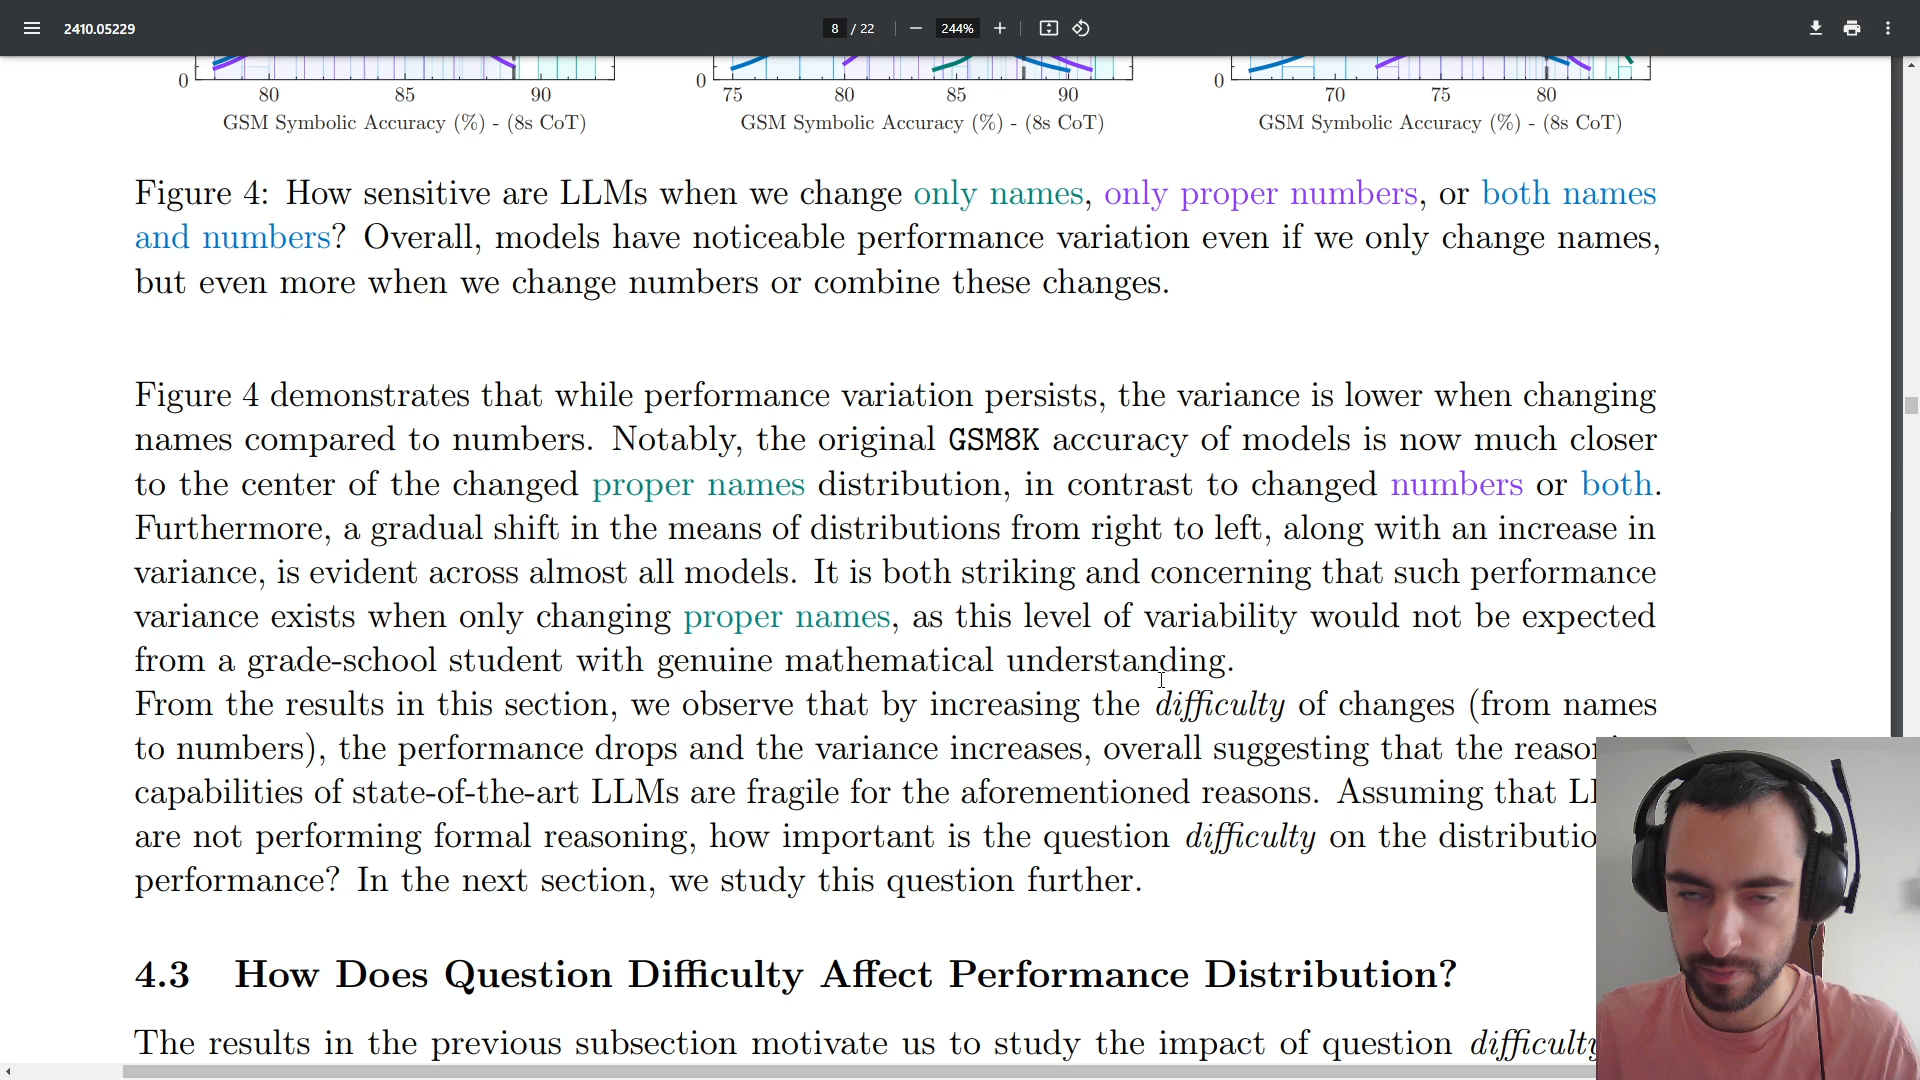 2410.05229
8 / 22
244%
0
80 85 90
GSM Symbolic Accuracy (%) - (8s CoT)
0
75 80 85 90
GSM Symbolic Accuracy (%) - (8s CoT)
0
70 75 80
GSM Symbolic Accuracy (%) - (8s CoT)
Figure 4: How sensitive are LLMs when we change only names, only proper numbers, or both names
and numbers? Overall, models have noticeable performance variation even if we only change names,
but even more when we change numbers or combine these changes.
Figure 4 demonstrates that while performance variation persists, the variance is lower when changing
names compared to numbers. Notably, the original GSM8K accuracy of models is now much closer
to the center of the changed proper names distribution, in contrast to changed numbers or both.
Furthermore, a gradual shift in the means of distributions from right to left, along with an increase in
variance, is evident across almost all models. It is both striking and concerning that such performance
variance exists when only changing proper names, as this level of variability would not be expected
from a grade-school student with genuine mathematical understanding.
From the results in this section, we observe that by increasing the difficulty of changes (from names
to numbers), the performance drops and the variance increases, overall suggesting that the
capabilities of state-of-the-art LLMs are fragile for the aforementioned reasons. Assuming that
are not performing formal reasoning, how important is the question difficulty on the
performance? In the next section, we study this question further.
4.3 How Does Question Difficulty Affect Performance Distribution?
The results in the previous subsection motivate us to study the impact of question difficulty